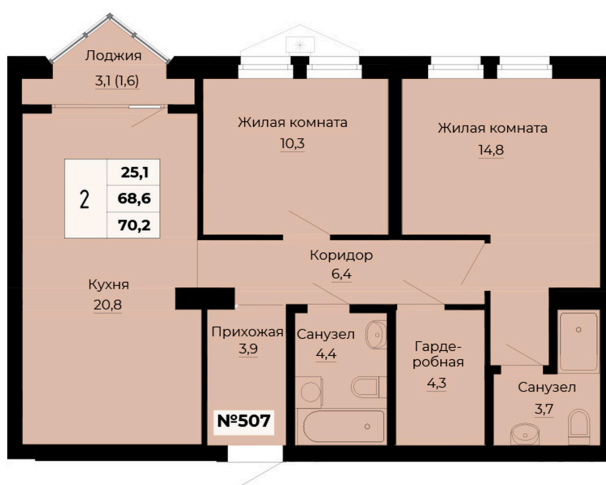 Лоджия
3,1 (1,6)
Жилая комната
10,3
Жилая комната
14,8
2
25,1
68,6
70,2
Коридор
6,4
Кухня
20,8
Прихожая
3,9
Санузел
4,4
Гарде-
робная
4,3
Санузел
3,7
№507